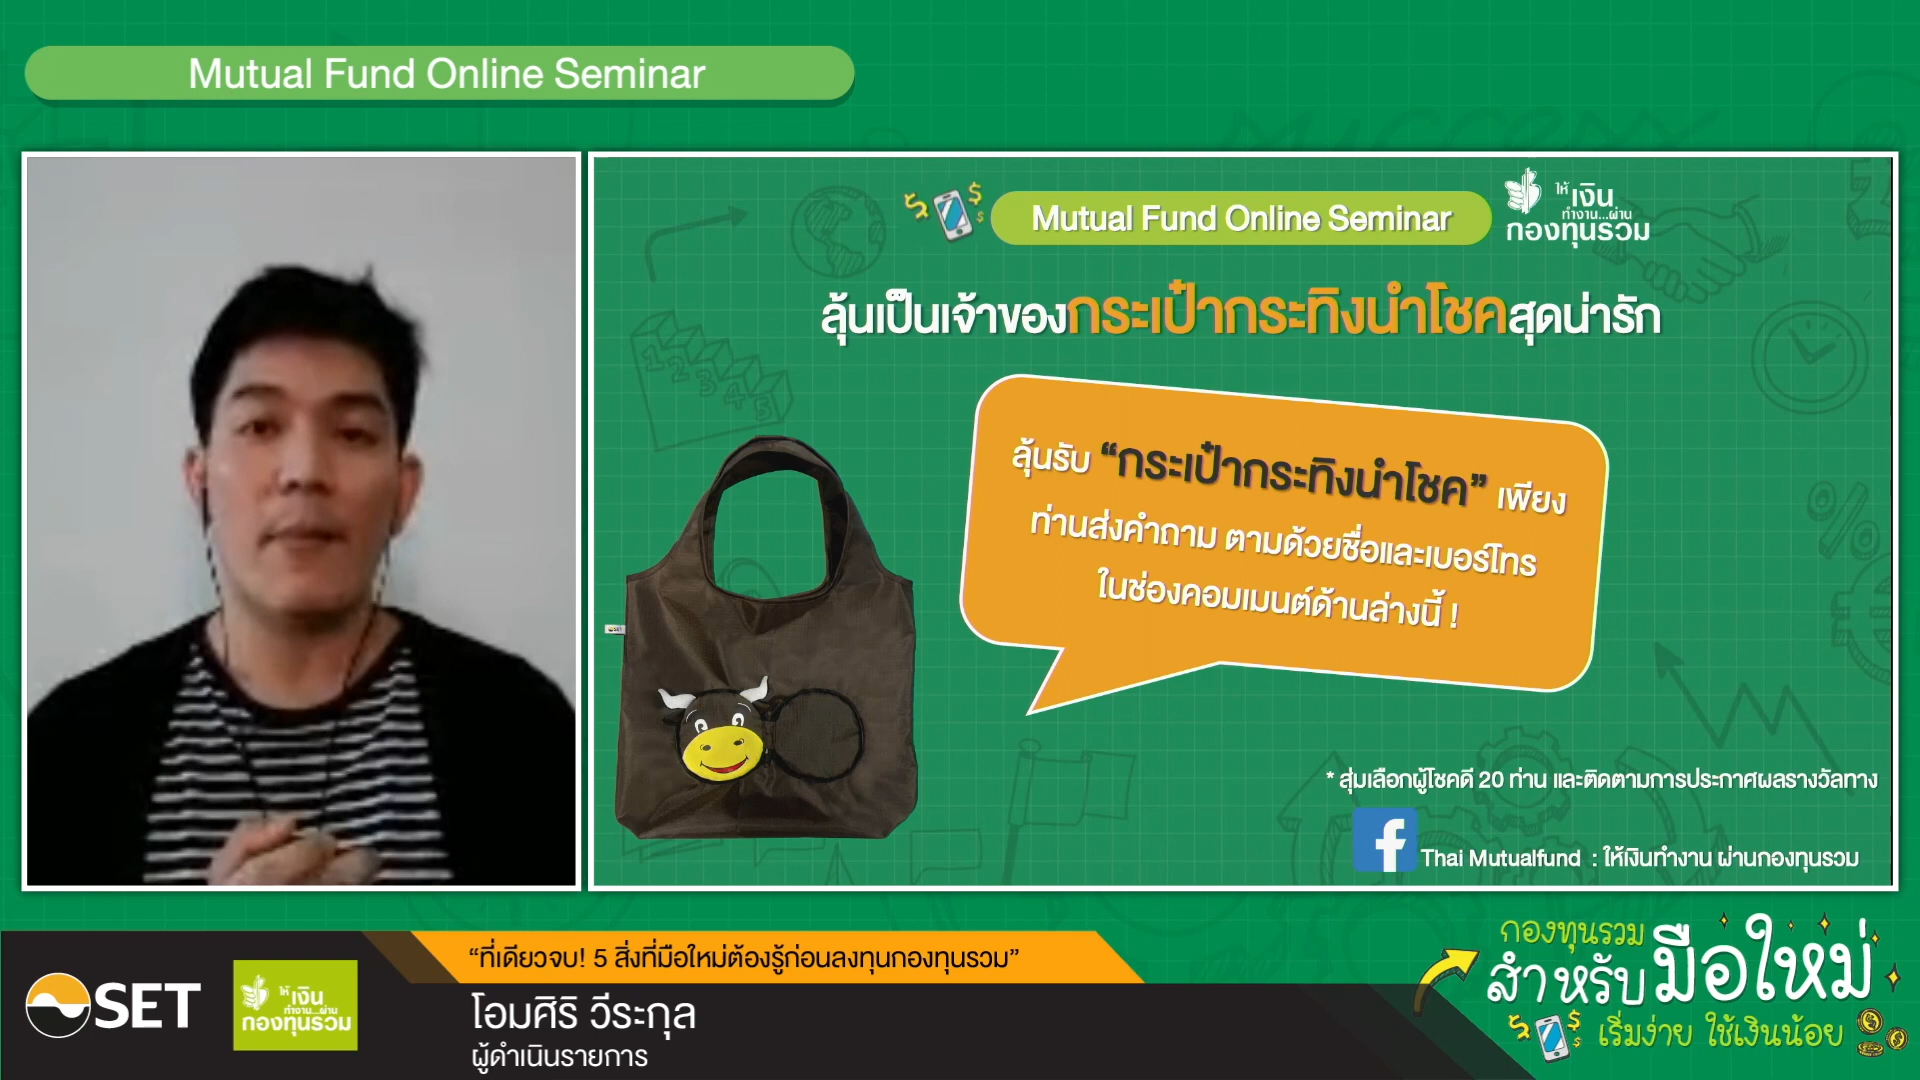 Mutual Fund Online Seminar
Mutual Fund Online Seminar
ให้เงิน
ทำงาน...ผ่าน
กองทุนรวม
ลุ้นเป็นเจ้าของกระเป๋ากระทิงนำโชคสุดน่ารัก
ลุ้นรับ “กระเป๋ากระทิงนำโชค” เพียง
ท่านส่งคำถาม ตามด้วยชื่อและเบอร์โทร
ในช่องคอมเมนต์ด้านล่างนี้ !
1 2 3 4 5
SET
* สุ่มเลือกผู้โชคดี 20 ท่าน และติดตามการประกาศผลรางวัลทาง
Thai Mutualfund : ให้เงินทำงาน ผ่านกองทุนรวม
SET
ให้เงิน
ทำงาน...ผ่าน
กองทุนรวม
“ที่เดียวจบ! 5 สิ่งที่มือใหม่ต้องรู้ก่อนลงทุนกองทุนรวม”
โอมศิริ วีระกุล
ผู้ดำเนินรายการ
กองทุนรวม
สำหรับมือใหม่
เริ่มง่าย ใช้เงินน้อย